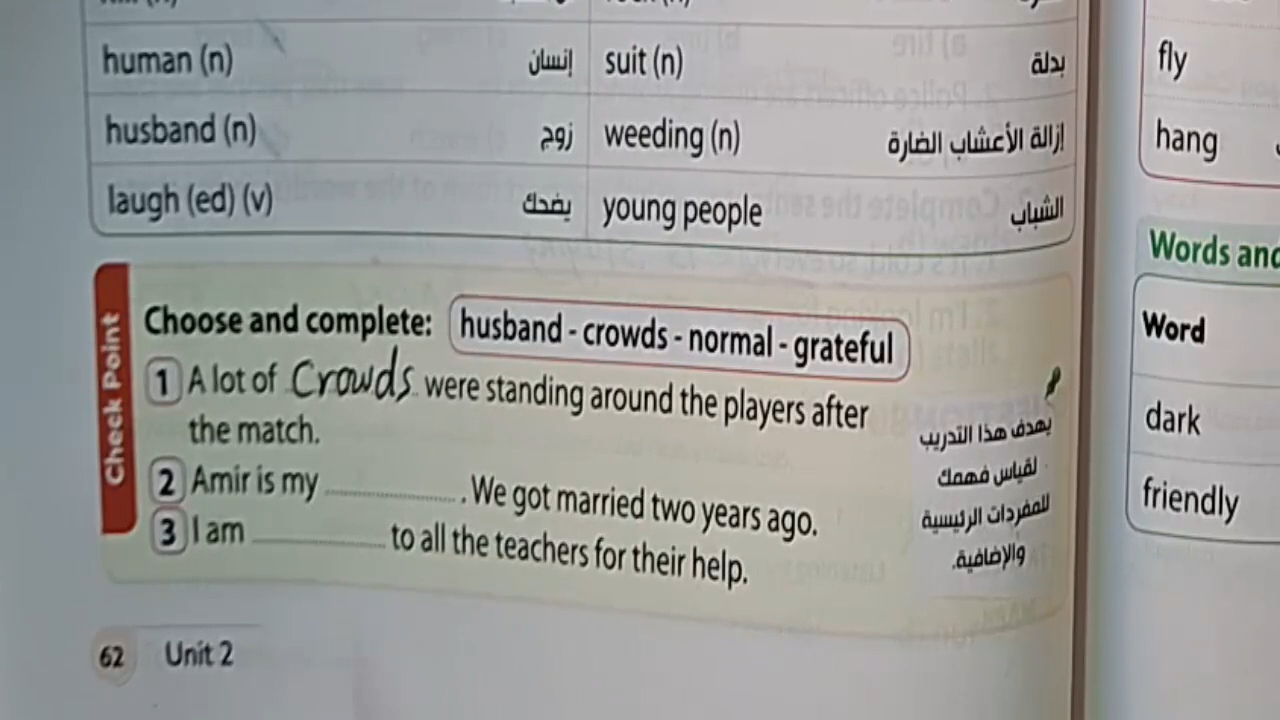 human (n) إنسان suit (n) بدلة
husband (n) زوج weeding (n) إزالة الأعشاب الضارة
laugh (ed) (v) يضحك young people الشباب
Check Point
Choose and complete: husband - crowds - normal - grateful
1 A lot of Crowds were standing around the players after
the match.
2 Amir is my .................. . We got married two years ago.
3 I am .................. to all the teachers for their help.
يهدف هذا التدريب
لقياس فهمك
للمفردات الرئيسية
والإضافية.
62 Unit 2
fly
hang
Words and
Word
dark
friendly